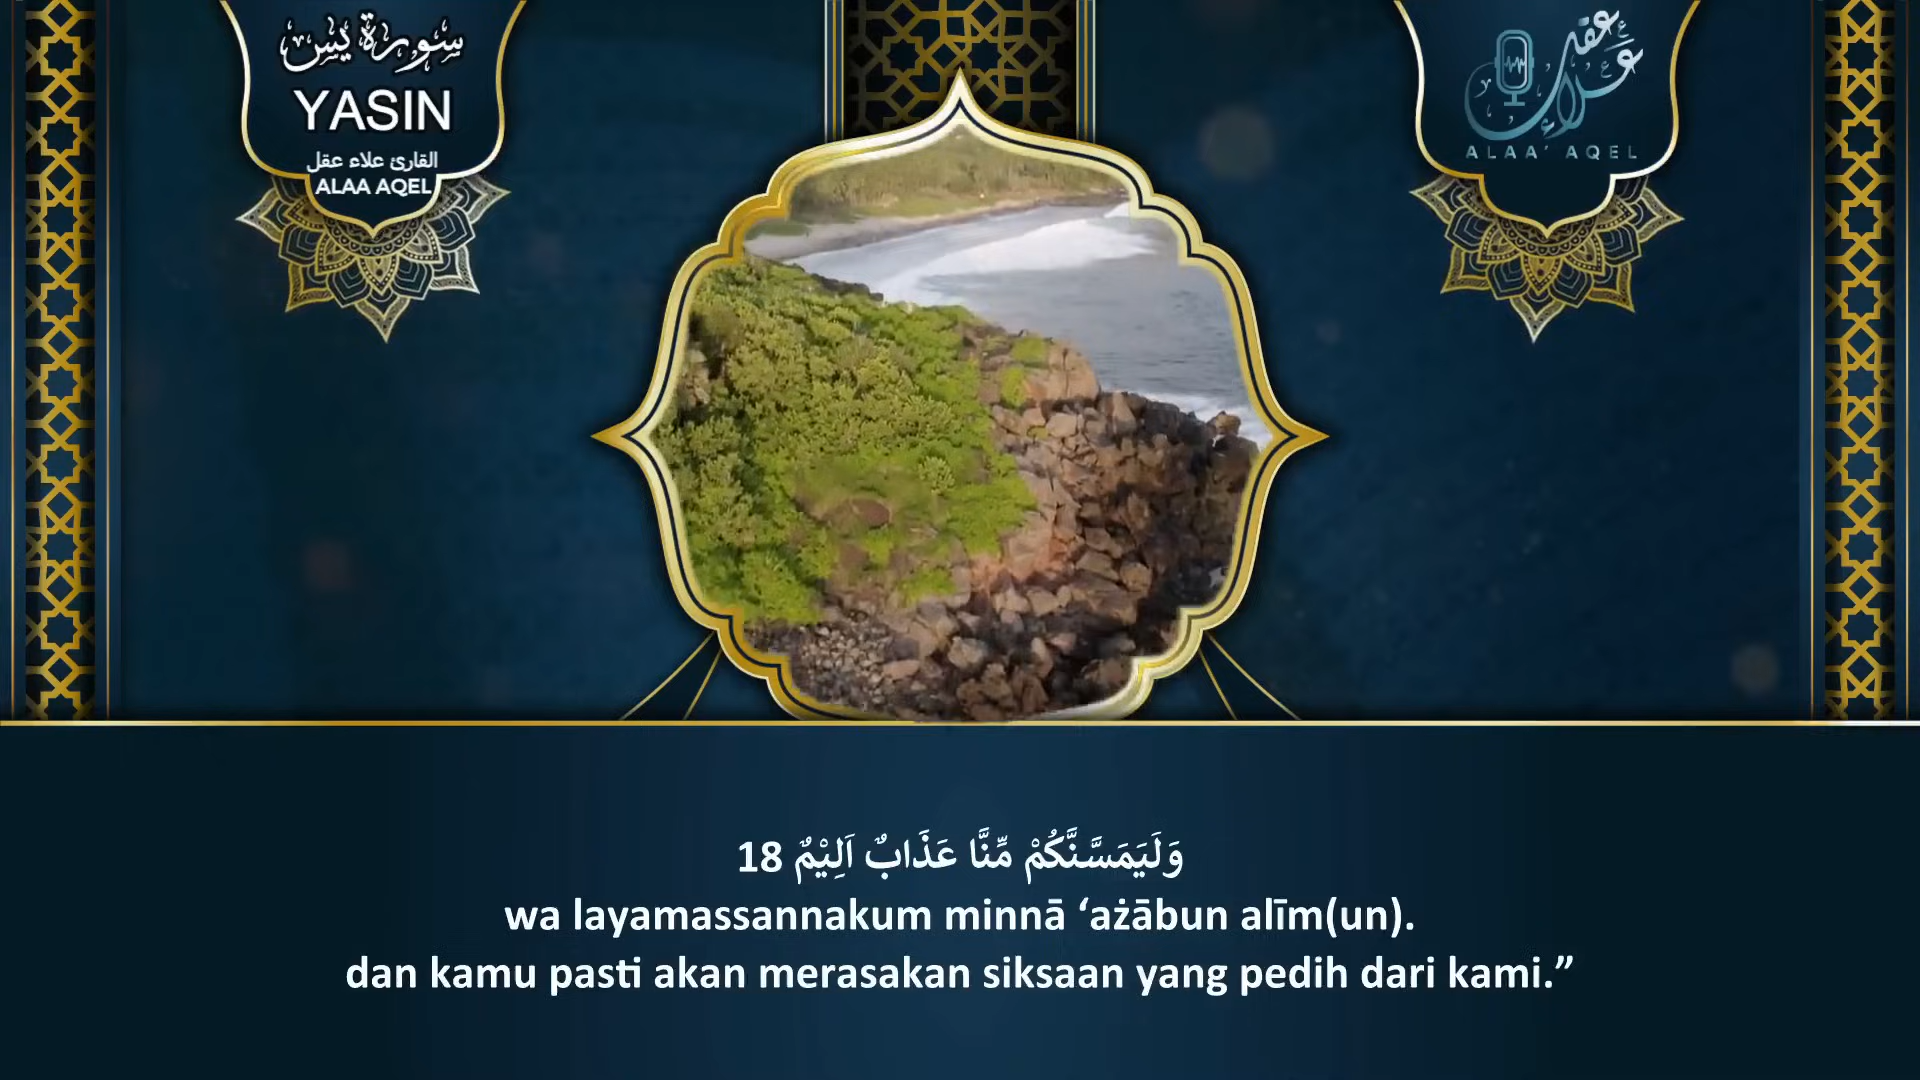 سورة يس
YASIN
القارئ علاء عقل
ALAA AQEL
علاء عقل
ALAA' AQEL
وَلَيَمَسَّنَّكُمْ مِّنَّا عَذَابٌ اَلِيْمٌ 18
wa layamassannakum minnā ‘ażābun alīm(un).
dan kamu pasti akan merasakan siksaan yang pedih dari kami.”